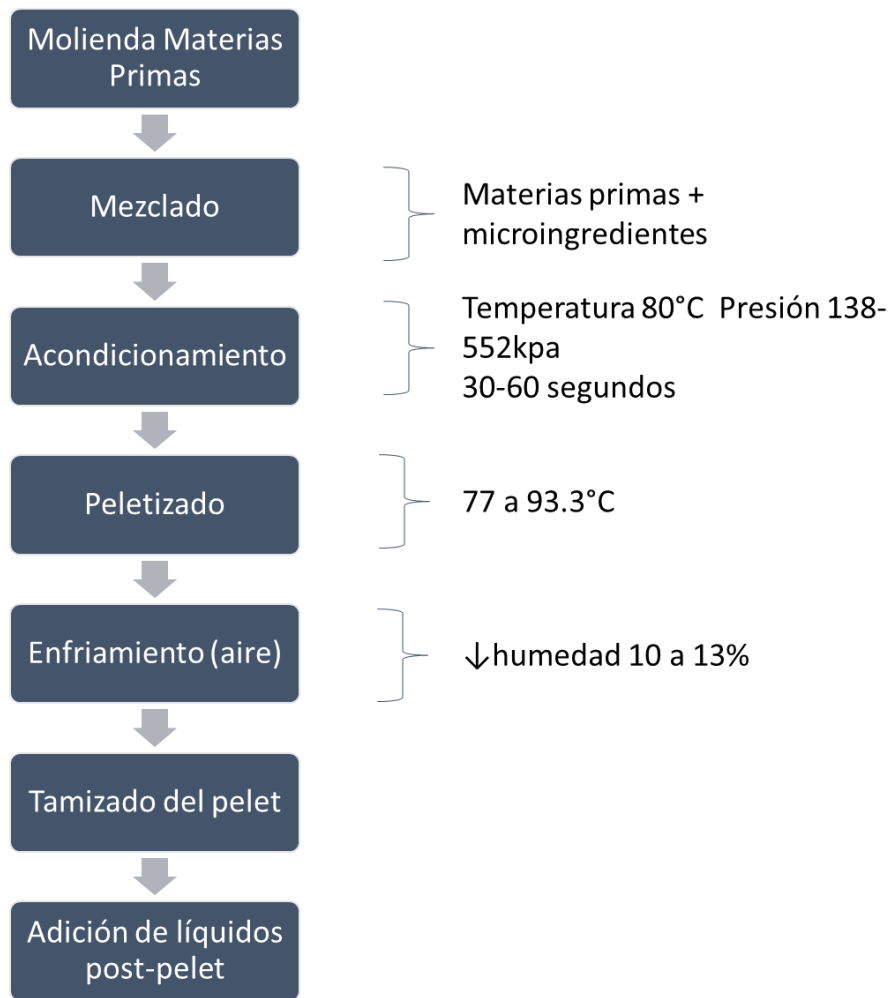 Molienda Materias
Primas
Mezclado
Materias primas +
microingredientes
Acondicionamiento
Temperatura 80°C  Presión 138-
552kpa
30-60 segundos
Peletizado
77 a 93.3°C
Enfriamiento (aire)
↓humedad 10 a 13%
Tamizado del pelet
Adición de líquidos
post-pelet